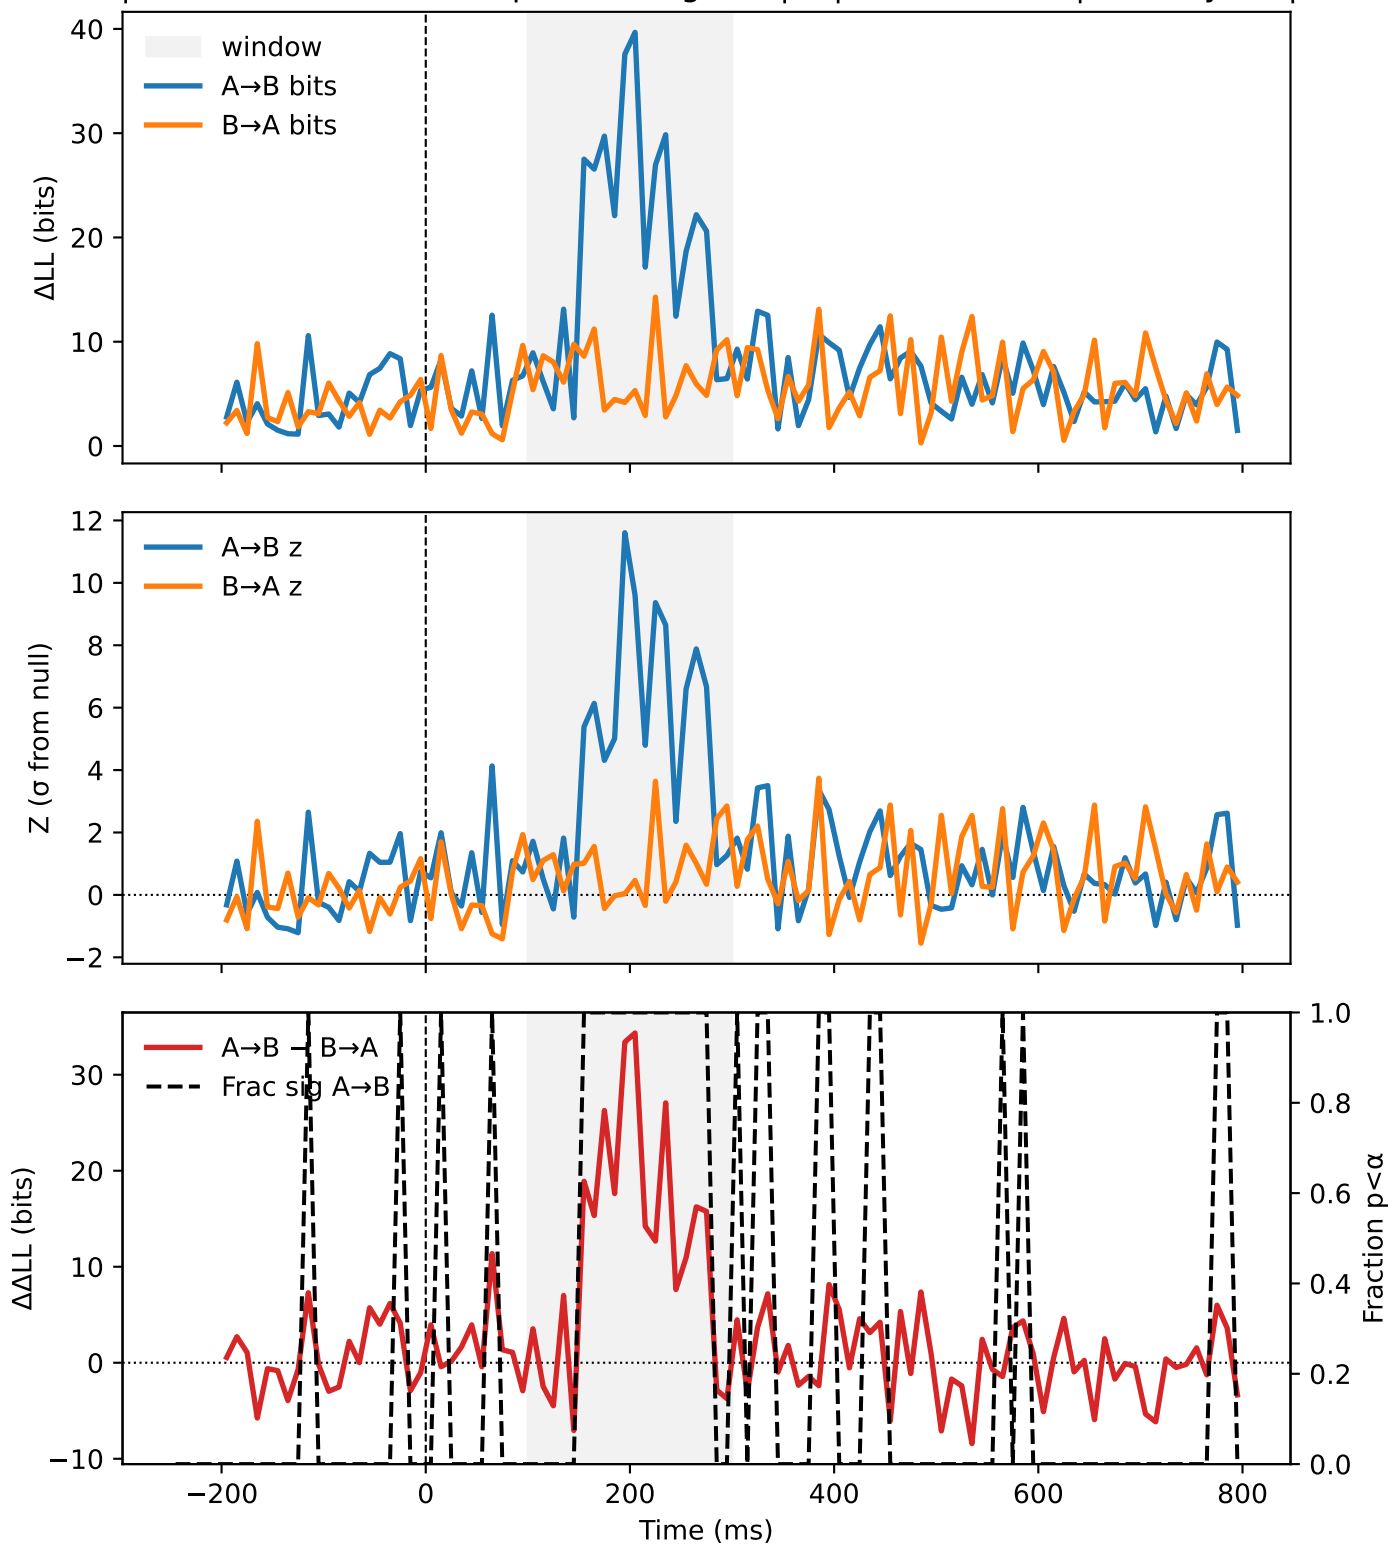 40
30
20
10
0
ΔLL (bits)
window
A→B bits
B→A bits
12
10
8
6
4
2
0
−2
Z (σ from null)
A→B z
B→A z
30
20
10
0
−10
ΔΔLL (bits)
A→B − B→A
Frac sig A→B
1.0
0.8
0.6
0.4
0.2
0.0
Fraction p<α
−200 0 200 400 600 800
Time (ms)